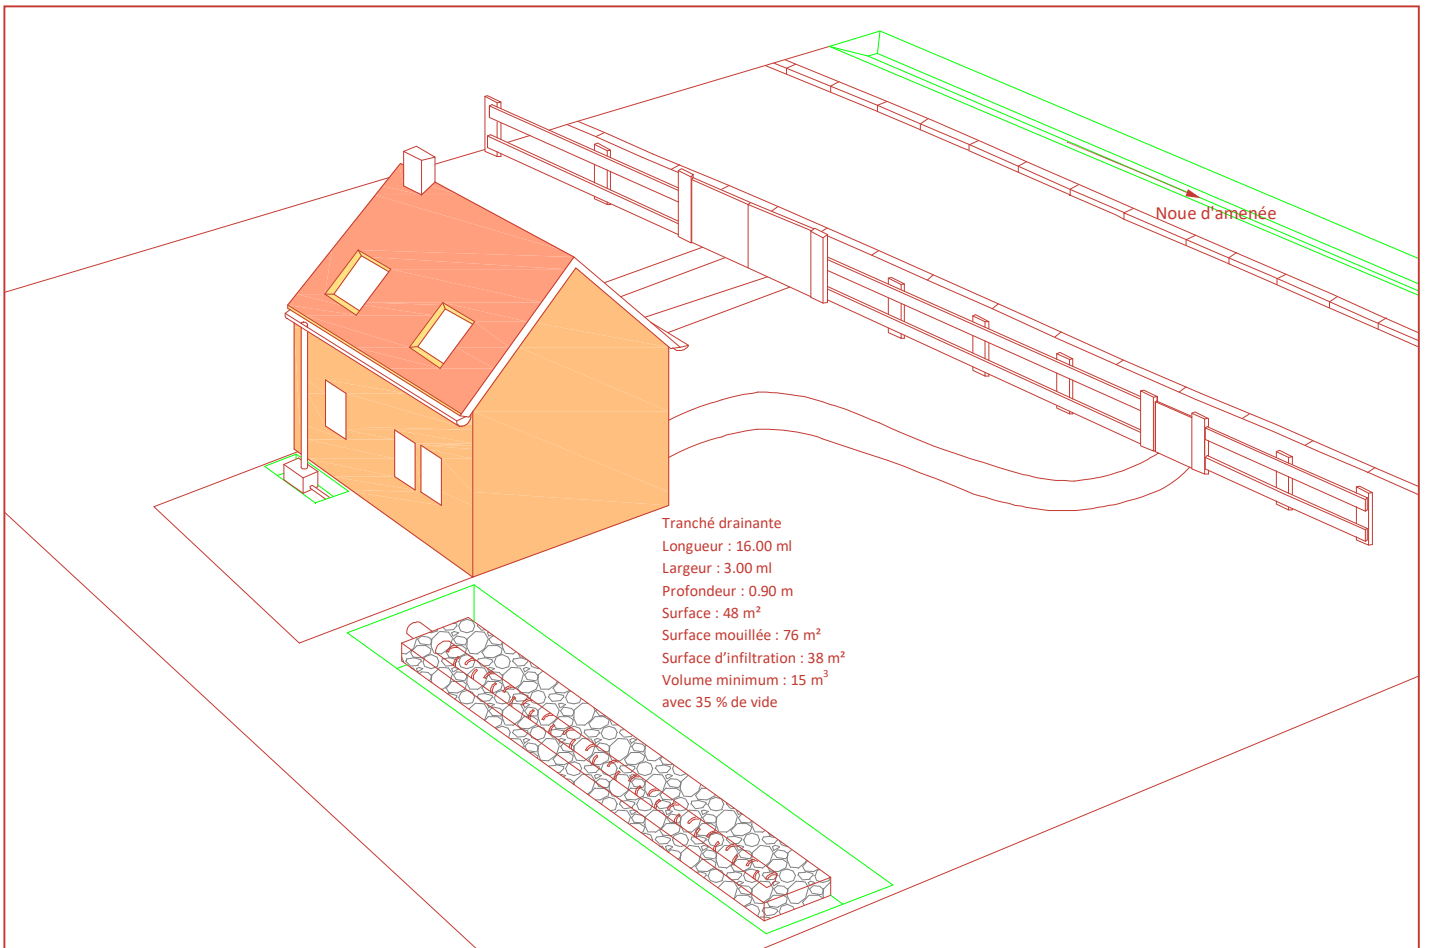 Noue d'amenée
Tranché drainante
Longueur : 16.00 ml
Largeur : 3.00 ml
Profondeur : 0.90 m
Surface : 48 m²
Surface mouillée : 76 m²
Surface d’infiltration : 38 m²
Volume minimum : 15 m³
avec 35 % de vide